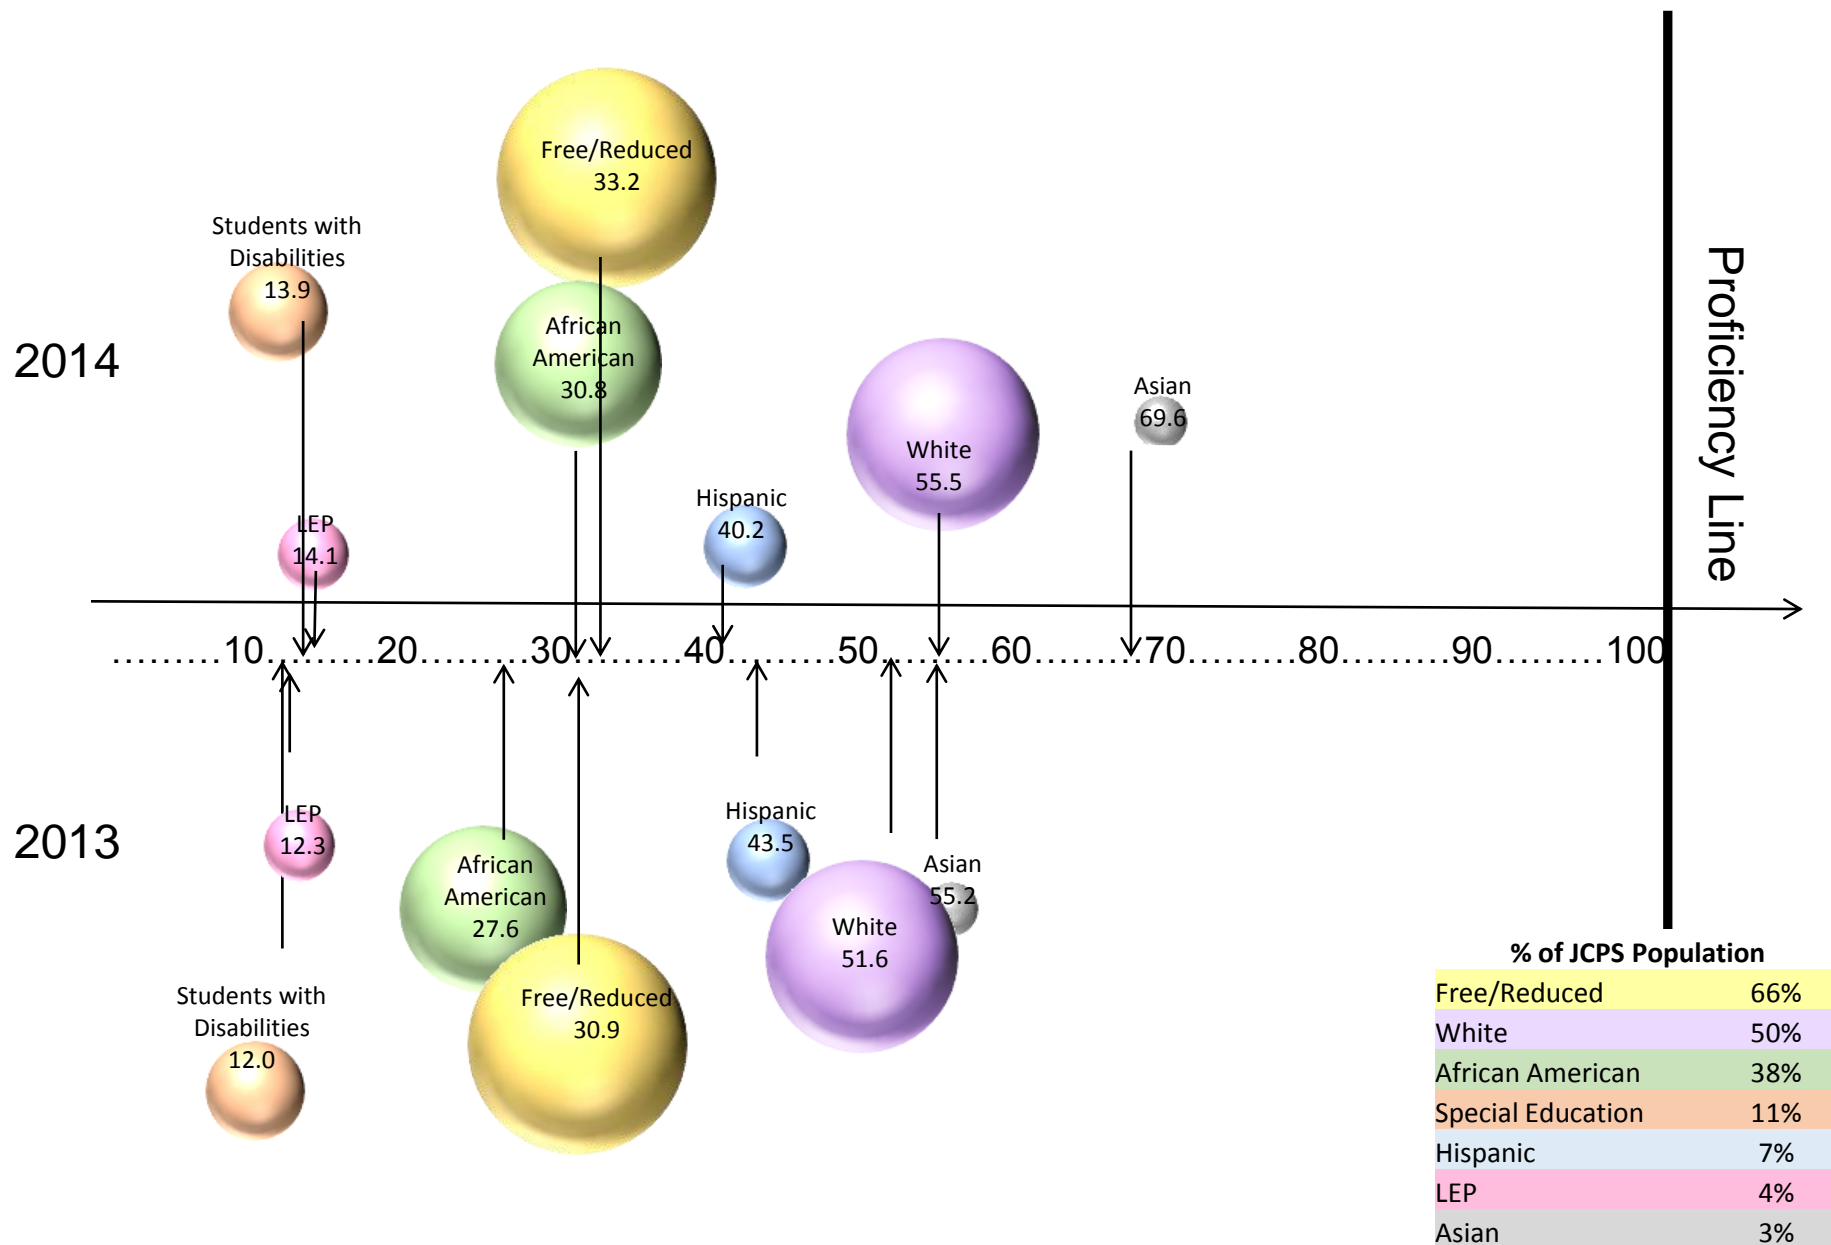 Free/Reduced
33.2
Students with
Disabilities
13.9
African
American
30.8
2014
Asian
69.6
White
55.5
Hispanic
40.2
LEP
14.1
Proficiency Line
.........10.........20.........30.........40.........50.........60.........70.........80.........90.........100
2013
LEP
12.3
Hispanic
43.5
African
American
27.6
Asian
55.2
White
51.6
Students with
Disabilities
12.0
Free/Reduced
30.9
% of JCPS Population
Free/Reduced 66%
White 50%
African American 38%
Special Education 11%
Hispanic 7%
LEP 4%
Asian 3%